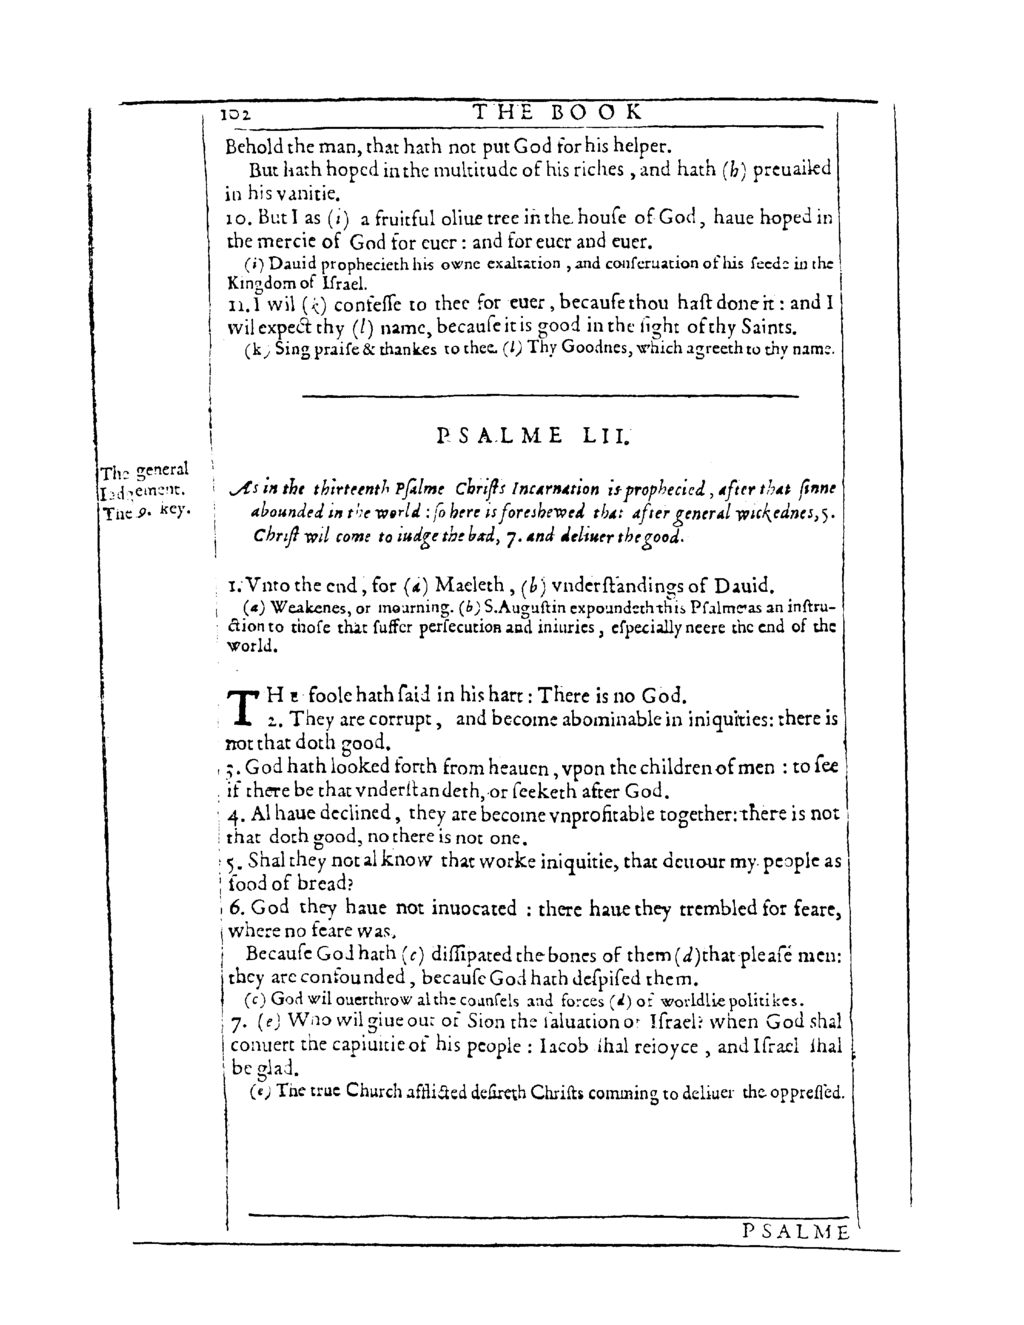 102 THE BOOK
Behold the man, that hath not put God for his helper.
But hath hoped in the multitude of his riches, and hath (h) preuailed
in his vanitie.
10. But I as (i) a fruitful oliue tree in the houſe of God, haue hoped in
the mercie of God for euer: and for euer and euer.
(i) Dauid prophecieth his owne exaltation, and conſeruation of his ſeede in the
Kingdom of Iſrael.
11. I wil (k) confeſſe to thee for euer, becauſe thou haſt done it: and I
wil expect thy (l) name, becauſe it is good in the ſight of thy Saints.
(k) Sing praiſe & thankes to thee. (l) Thy Goodnes, which agreeth to thy name.
PSALME LII.
The general
Iudgement.
The 9. key.
As in the thirteenth Pſalme Chriſts Incarnation is prophecied, after that ſinne
abounded in the world: ſo here is foreshewed that after general wickednes, 5.
Chriſt wil come to iudge the bad, 7. and deliuer the good.
1. Vnto the end, for (a) Maeleth, (b) vnderſtandings of Dauid.
(a) Weakenes, or mourning. (b) S. Auguſtin expoundeth this Pſalme as an inſtru-
ction to thoſe that ſuffer perſecution and iniuries, eſpecially neere the end of the
world.
THE foole hath ſaid in his hart: There is no God.
2. They are corrupt, and become abominable in iniquities: there is
not that doth good.
3. God hath looked forth from heauen, vpon the children of men: to ſee
if there be that vnderſtandeth, or ſeeketh after God.
4. Al haue declined, they are become vnprofitable together: there is not
that doth good, no there is not one.
5. Shal they not al know that worke iniquitie, that deuour my people as
food of bread?
6. God they haue not inuocated: there haue they trembled for feare,
where no feare was.
Becauſe God hath (c) diſſipated the bones of them (d) that pleaſe men:
they are confounded, becauſe God hath deſpiſed them.
(c) God wil ouerthrow al the counſels and forces (d) of worldlie politikes.
7. (e) Who wil giue out of Sion the ſaluation of Iſrael? when God shal
conuert the captiuitie of his people: Iacob ſhal reioyce, and Iſrael ſhal
be glad.
(e) The true Church afflicted deſireth Chriſts comming to deliuer the oppreſſed.
PSALME